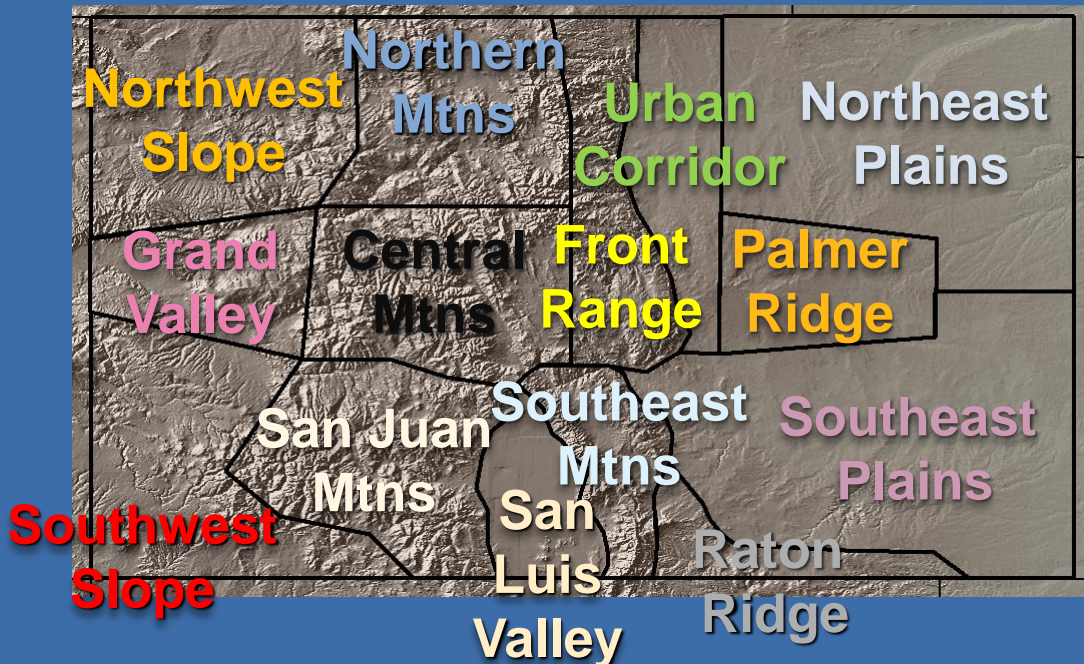 Northern
Mtns
Northwest
Slope
Urban
Corridor
Northeast
Plains
Grand
Valley
Central
Mtns
Front
Range
Palmer
Ridge
San Juan
Mtns
Southeast
Mtns
Southeast
Plains
Southwest
Slope
San
Luis
Valley
Raton
Ridge